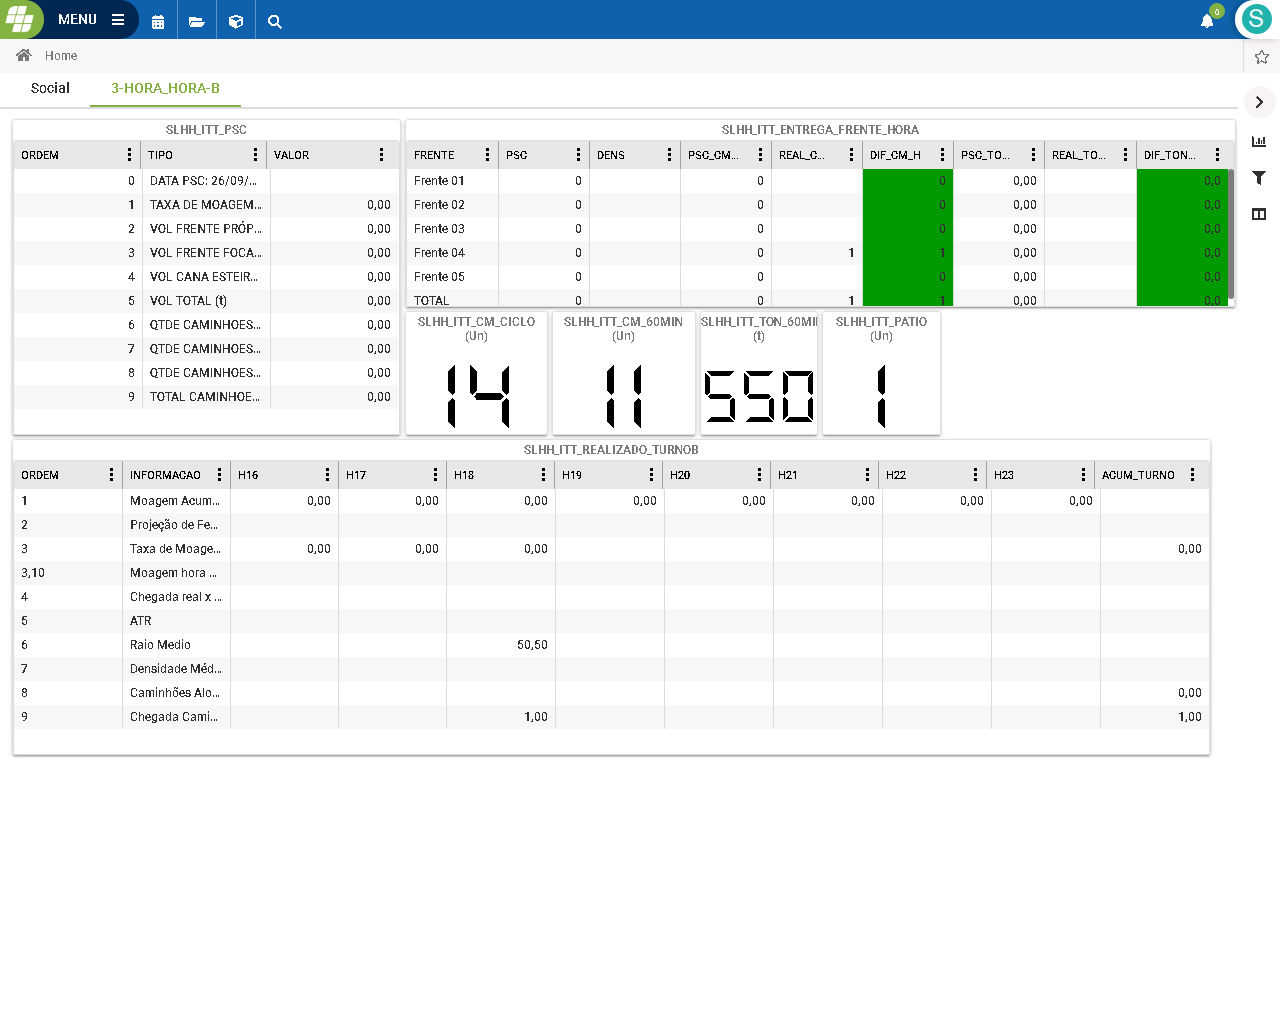 MENU
0
S
Home
Social
3-HORA_HORA-B
SLHH_ITT_PSC
ORDEM TIPO VALOR
0 DATA PSC: 26/09/...
1 TAXA DE MOAGEM... 0,00
2 VOL FRENTE PRÓP... 0,00
3 VOL FRENTE FOCA... 0,00
4 VOL CANA ESTEIR... 0,00
5 VOL TOTAL (t) 0,00
6 QTDE CAMINHOES... 0,00
7 QTDE CAMINHOES... 0,00
8 QTDE CAMINHOES... 0,00
9 TOTAL CAMINHOE... 0,00
SLHH_ITT_ENTREGA_FRENTE_HORA
FRENTE PSC DENS PSC_CM... REAL_C... DIF_CM_H PSC_TO... REAL_TO... DIF_TON...
Frente 01 0 0 0 0,00 0,0
Frente 02 0 0 0 0,00 0,0
Frente 03 0 0 0 0,00 0,0
Frente 04 0 0 1 1 0,00 0,0
Frente 05 0 0 0 0,00 0,0
TOTAL 0 0 1 1 0,00 0,0
SLHH_ITT_CM_CICLO
(Un)
14
SLHH_ITT_CM_60MIN
(Un)
11
SLHH_ITT_TON_60MI
(t)
550
SLHH_ITT_PATIO
(Un)
1
SLHH_ITT_REALIZADO_TURNOB
ORDEM INFORMACAO H16 H17 H18 H19 H20 H21 H22 H23 ACUM_TURNO
1 Moagem Acum... 0,00 0,00 0,00 0,00 0,00 0,00 0,00 0,00
2 Projeção de Fe...
3 Taxa de Moage... 0,00 0,00 0,00 0,00
3,10 Moagem hora ...
4 Chegada real x ...
5 ATR
6 Raio Medio 50,50
7 Densidade Méd...
8 Caminhões Alo... 0,00
9 Chegada Cami... 1,00 1,00